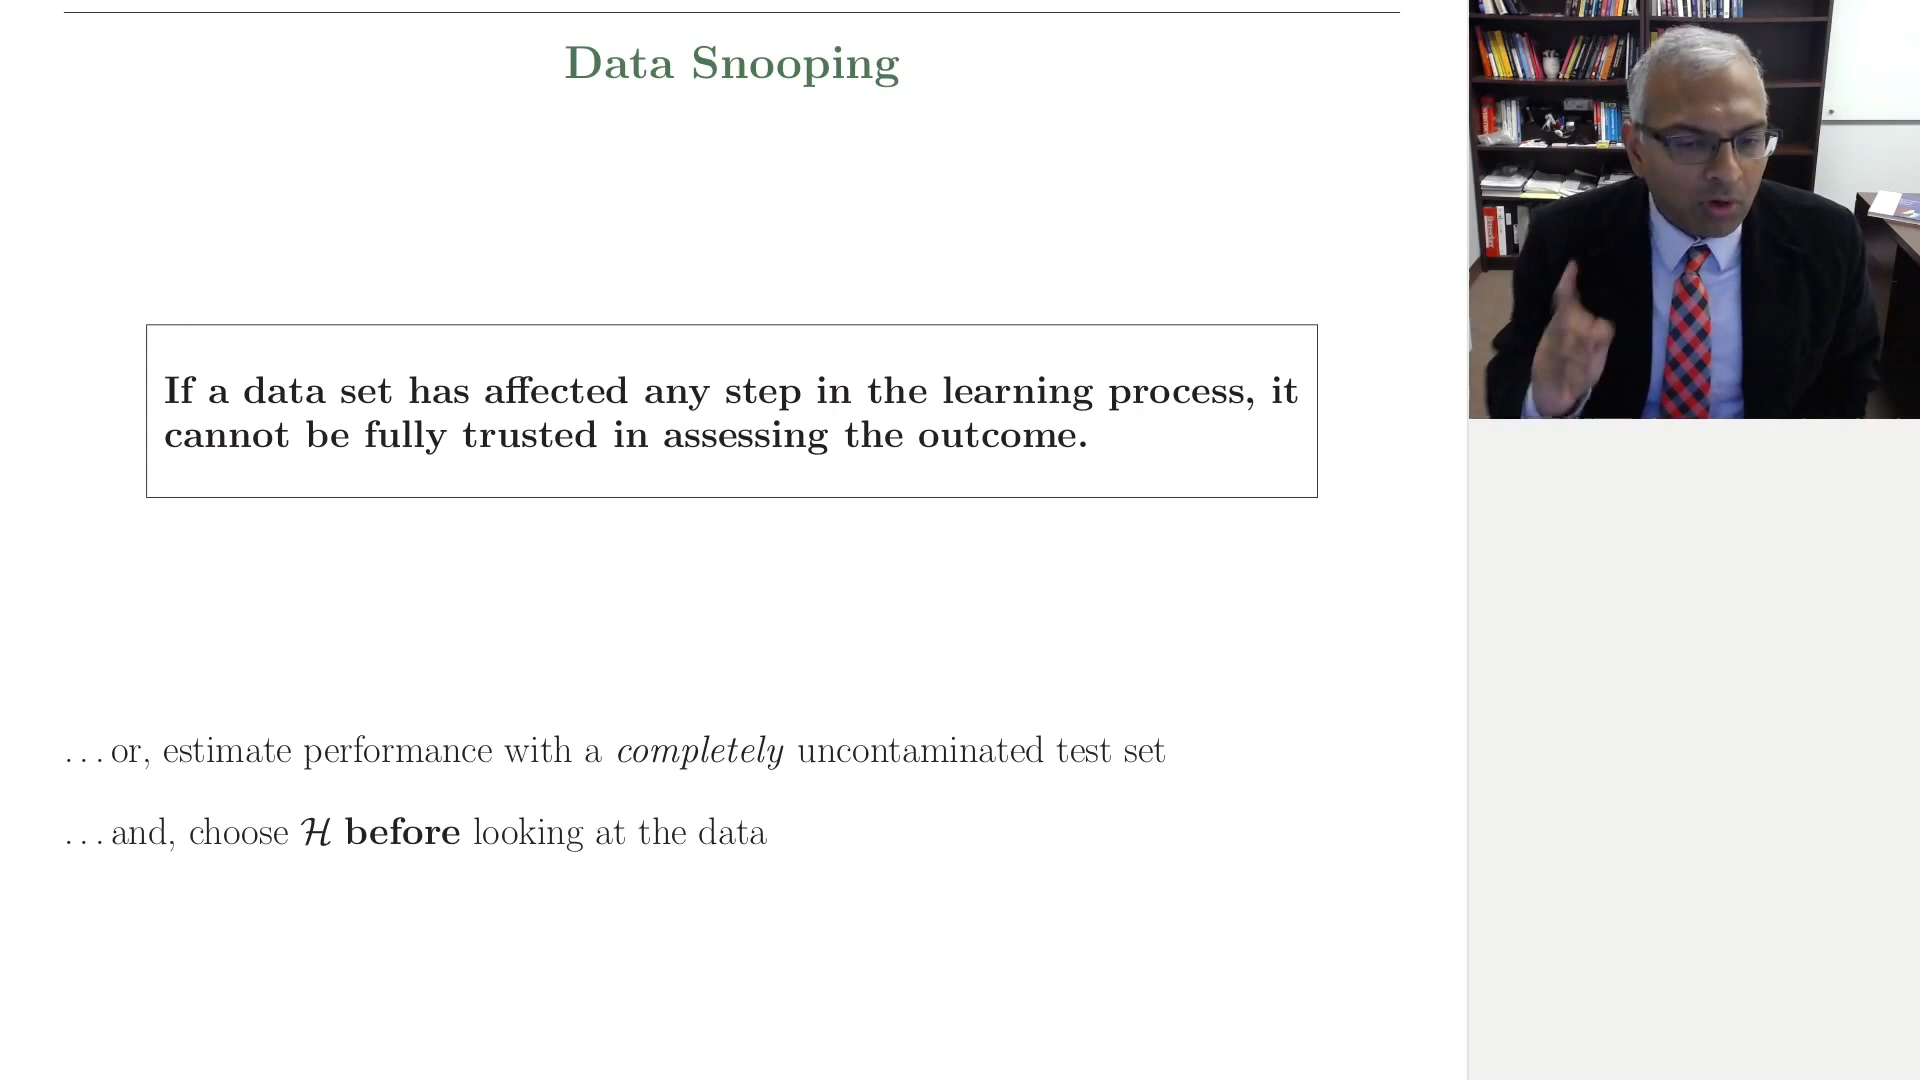 Data Snooping
If a data set has affected any step in the learning process, it
cannot be fully trusted in assessing the outcome.
...or, estimate performance with a completely uncontaminated test set
...and, choose ℋ before looking at the data